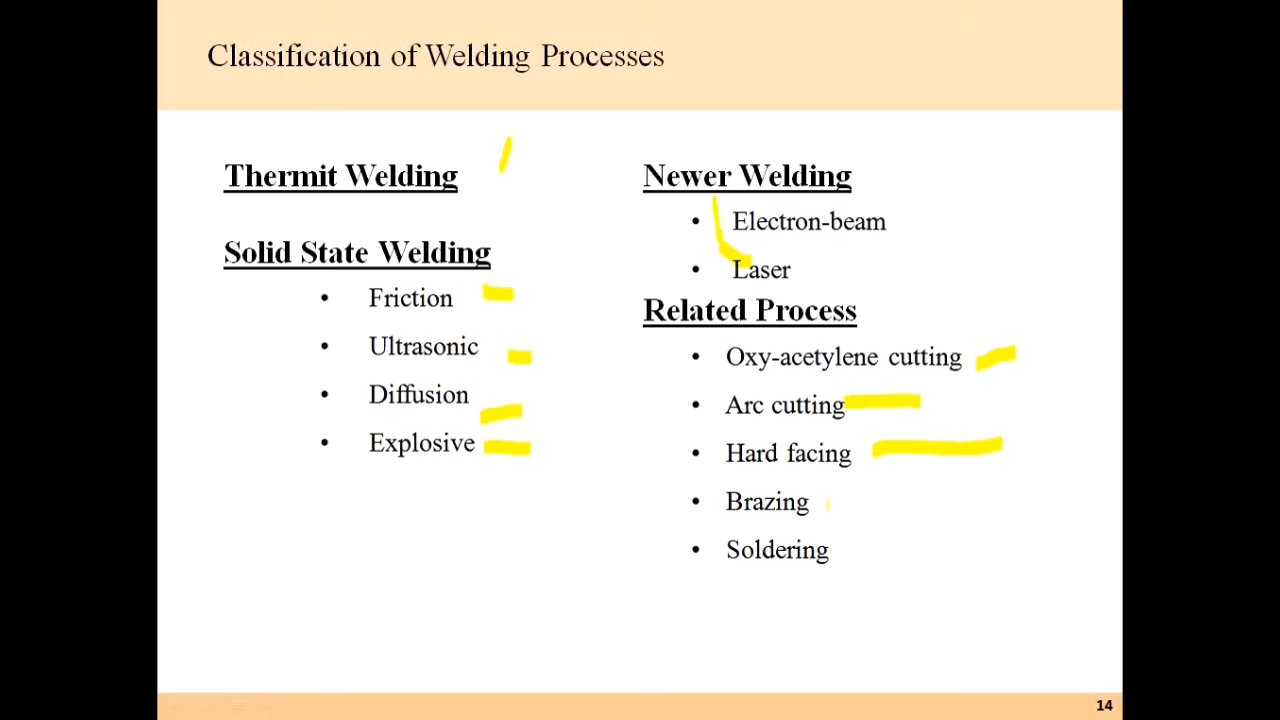 Classification of Welding Processes
Thermit Welding
Solid State Welding
• Friction
• Ultrasonic
• Diffusion
• Explosive
Newer Welding
• Electron-beam
• Laser
Related Process
• Oxy-acetylene cutting
• Arc cutting
• Hard facing
• Brazing
• Soldering
14